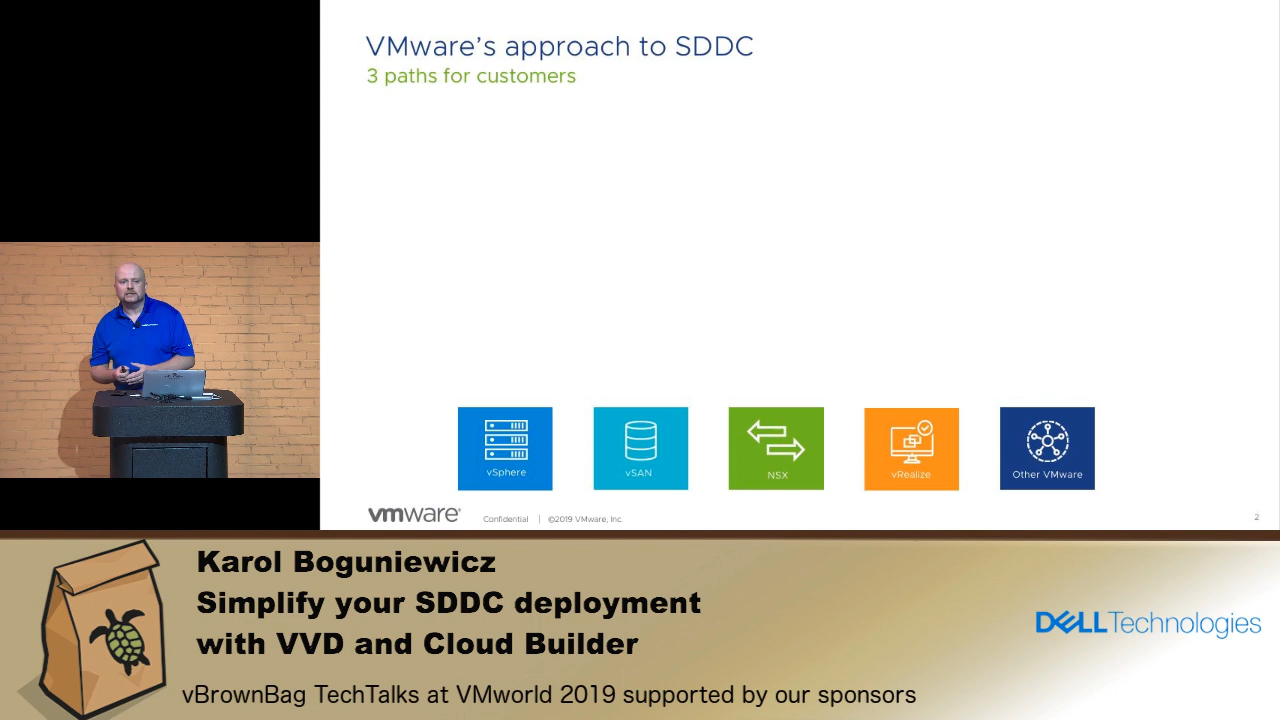 VMware's approach to SDDC
3 paths for customers
vSphere
vSAN
NSX
vRealize
Other VMware
vmware®
Confidential | ©2019 VMware, Inc.
2
Karol Boguniewicz
Simplify your SDDC deployment
with VVD and Cloud Builder
DELL Technologies
vBrownBag TechTalks at VMworld 2019 supported by our sponsors